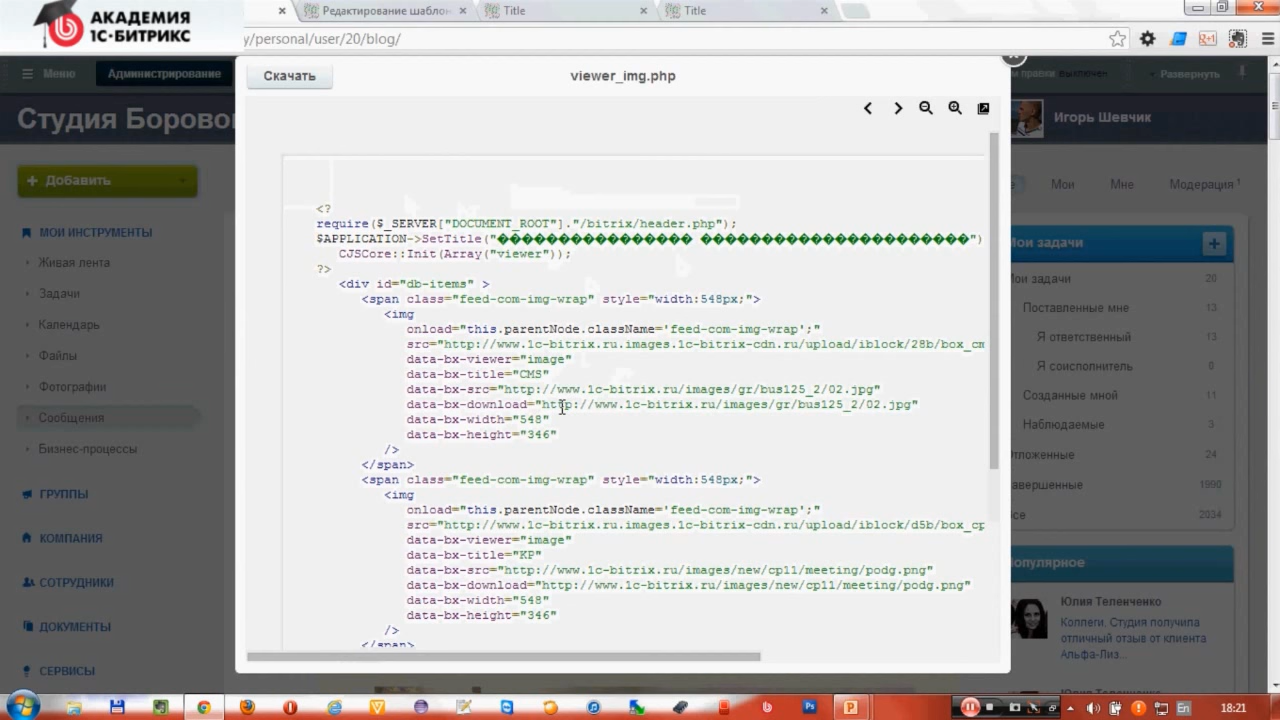 АКАДЕМИЯ
1С-БИТРИКС
Редактирование шаблон
Title
Title
y/personal/user/20/blog/
Меню
Администрирование
Скачать
viewer_img.php
выключен
Развернуть
Студия Борово
Игорь Шевчик
Добавить
Мои
Мне
Модерация 1
МОИ ИНСТРУМЕНТЫ
Живая лента
Задачи
Календарь
Файлы
Фотографии
Сообщения
Бизнес-процессы
ГРУППЫ
КОМПАНИЯ
СОТРУДНИКИ
ДОКУМЕНТЫ
СЕРВИСЫ
<?
require($_SERVER["DOCUMENT_ROOT"]."/bitrix/header.php");
$APPLICATION->SetTitle("������������������ �������������������������")
CJSCore::Init(Array("viewer"));
?>
<div id="db-items" >
<span class="feed-com-img-wrap" style="width:548px;">
<img
onload="this.parentNode.className='feed-com-img-wrap';"
src="http://www.1c-bitrix.ru.images.1c-bitrix-cdn.ru/upload/iblock/28b/box_cm
data-bx-viewer="image"
data-bx-title="CMS"
data-bx-src="http://www.1c-bitrix.ru/images/gr/bus125_2/02.jpg"
data-bx-download="http://www.1c-bitrix.ru/images/gr/bus125_2/02.jpg"
data-bx-width="548"
data-bx-height="346"
/>
</span>
<span class="feed-com-img-wrap" style="width:548px;">
<img
onload="this.parentNode.className='feed-com-img-wrap';"
src="http://www.1c-bitrix.ru.images.1c-bitrix-cdn.ru/upload/iblock/d5b/box_cp
data-bx-viewer="image"
data-bx-title="KP"
data-bx-src="http://www.1c-bitrix.ru/images/new/cp11/meeting/podg.png"
data-bx-download="http://www.1c-bitrix.ru/images/new/cp11/meeting/podg.png"
data-bx-width="548"
data-bx-height="346"
/>
</span>
Мои задачи
Мои задачи 20
Поставленные мне 13
Я ответственный 13
Я соисполнитель 0
Созданные мной 11
Наблюдаемые 3
Отложенные 24
Завершенные 1990
Все 2034
Популярное
Юлия Теленченко
Коллеги. Студия получила
отличный отзыв от клиента
Альфа-Лиз...
Юлия Теленченко
En
18:21